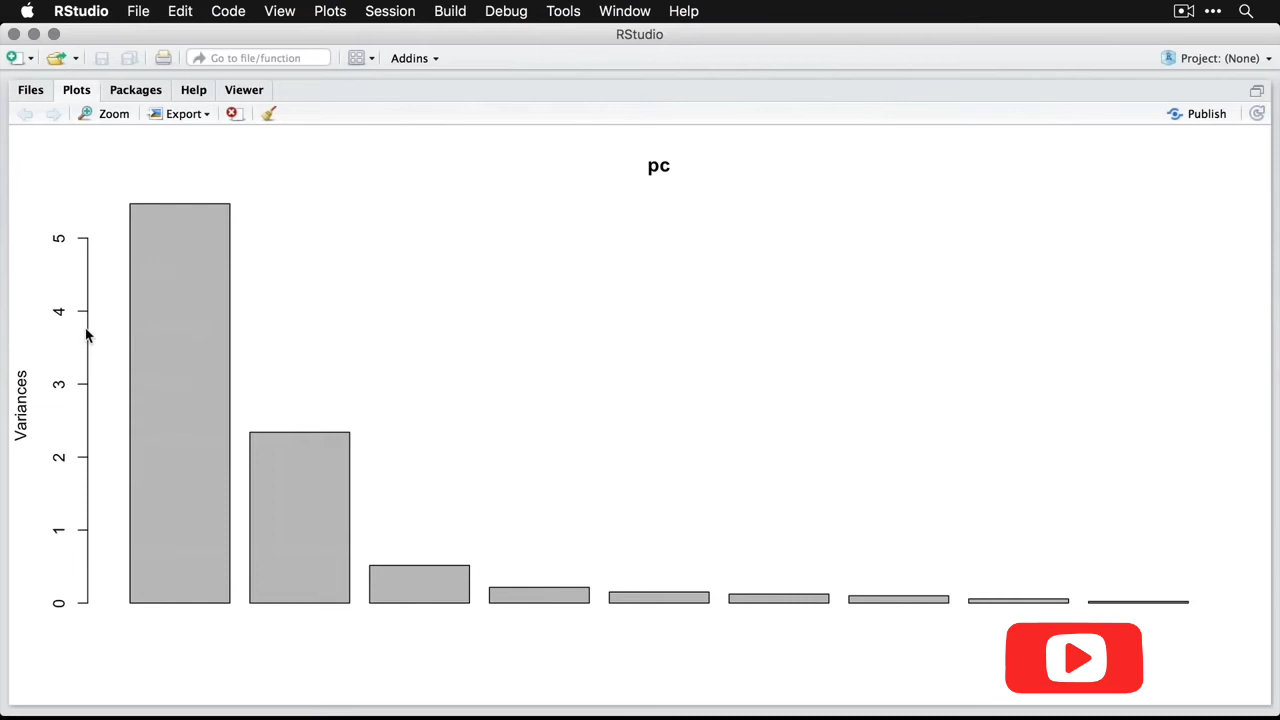 RStudio File Edit Code View Plots Session Build Debug Tools Window Help
RStudio
Go to file/function Addins Project: (None)
Files Plots Packages Help Viewer
Zoom Export Publish
pc
Variances
5
4
3
2
1
0